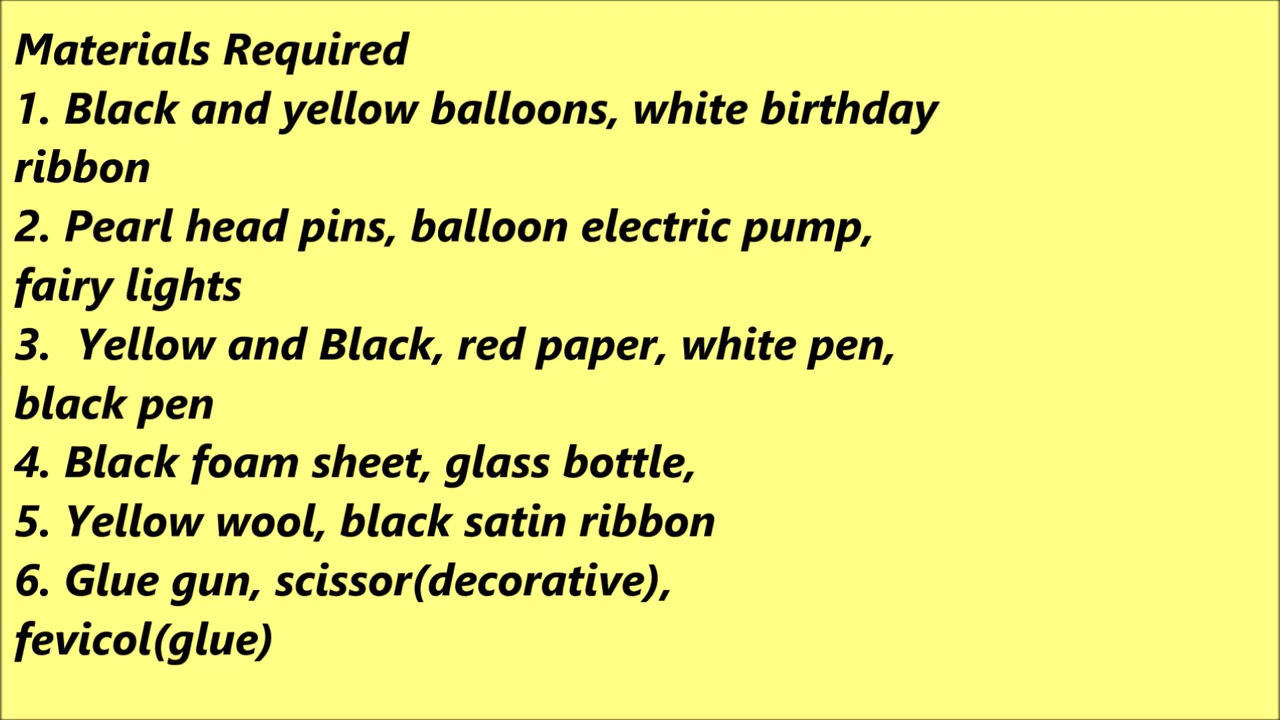 Materials Required
1. Black and yellow balloons, white birthday
ribbon
2. Pearl head pins, balloon electric pump,
fairy lights
3.  Yellow and Black, red paper, white pen,
black pen
4. Black foam sheet, glass bottle,
5. Yellow wool, black satin ribbon
6. Glue gun, scissor(decorative),
fevicol(glue)